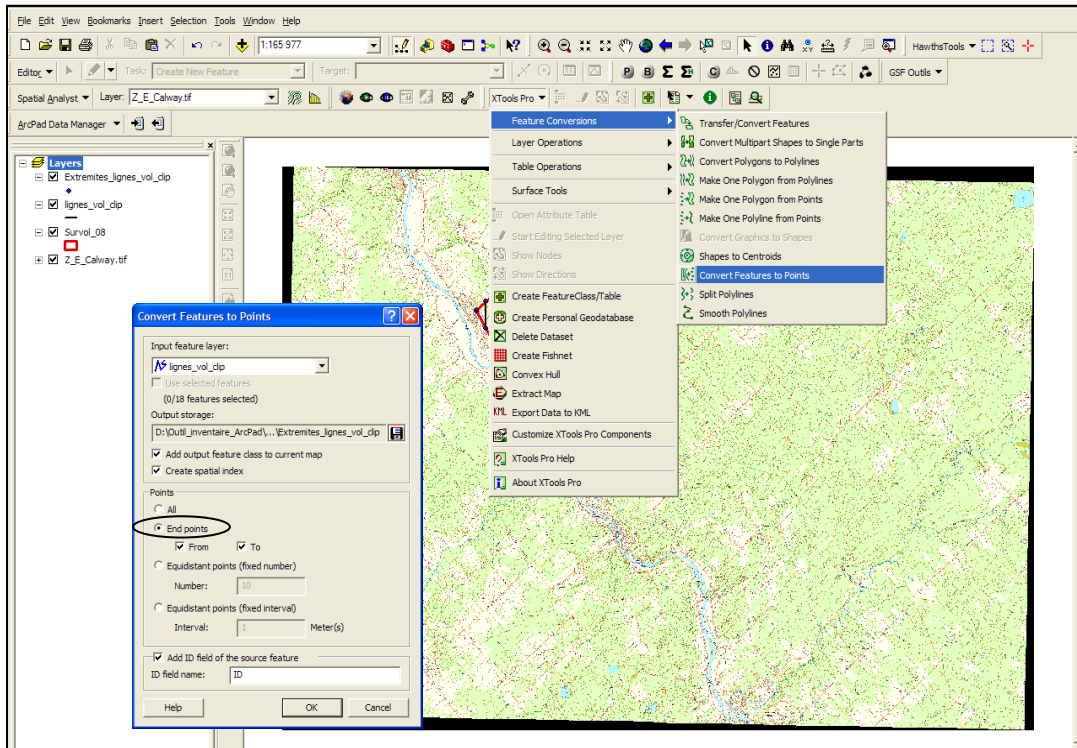 File Edit View Bookmarks Insert Selection Tools Window Help
1:165 977
HawthsTools
Editor Task: Create New Feature Target:
GSF Outils
Spatial Analyst Layer: Z_E_Calway.tif
XTools Pro
ArcPad Data Manager
Layers
Extremites_lignes_vol_clip
lignes_vol_clip
Survol_08
Z_E_Calway.tif
Feature Conversions
Layer Operations
Table Operations
Surface Tools
Open Attribute Table
Start Editing Selected Layer
Show Nodes
Show Directions
Create FeatureClass/Table
Create Personal Geodatabase
Delete Dataset
Create Fishnet
Convex Hull
Extract Map
KML Export Data to KML
Customize XTools Pro Components
XTools Pro Help
About XTools Pro
Transfer/Convert Features
Convert Multipart Shapes to Single Parts
Convert Polygons to Polylines
Make One Polygon from Polylines
Make One Polygon from Points
Make One Polyline from Points
Convert Graphics to Shapes
Shapes to Centroids
Convert Features to Points
Split Polylines
Smooth Polylines
Convert Features to Points
Input feature layer:
lignes_vol_clip
Use selected features
(0/18 features selected)
Output storage:
D:\Outil_inventaire_ArcPad\...\Extremites_lignes_vol_clip
Add output feature class to current map
Create spatial index
Points
All
End points
From To
Equidistant points (fixed number)
Number: 10
Equidistant points (fixed interval)
Interval: 1 Meter(s)
Add ID field of the source feature
ID field name: ID
Help OK Cancel